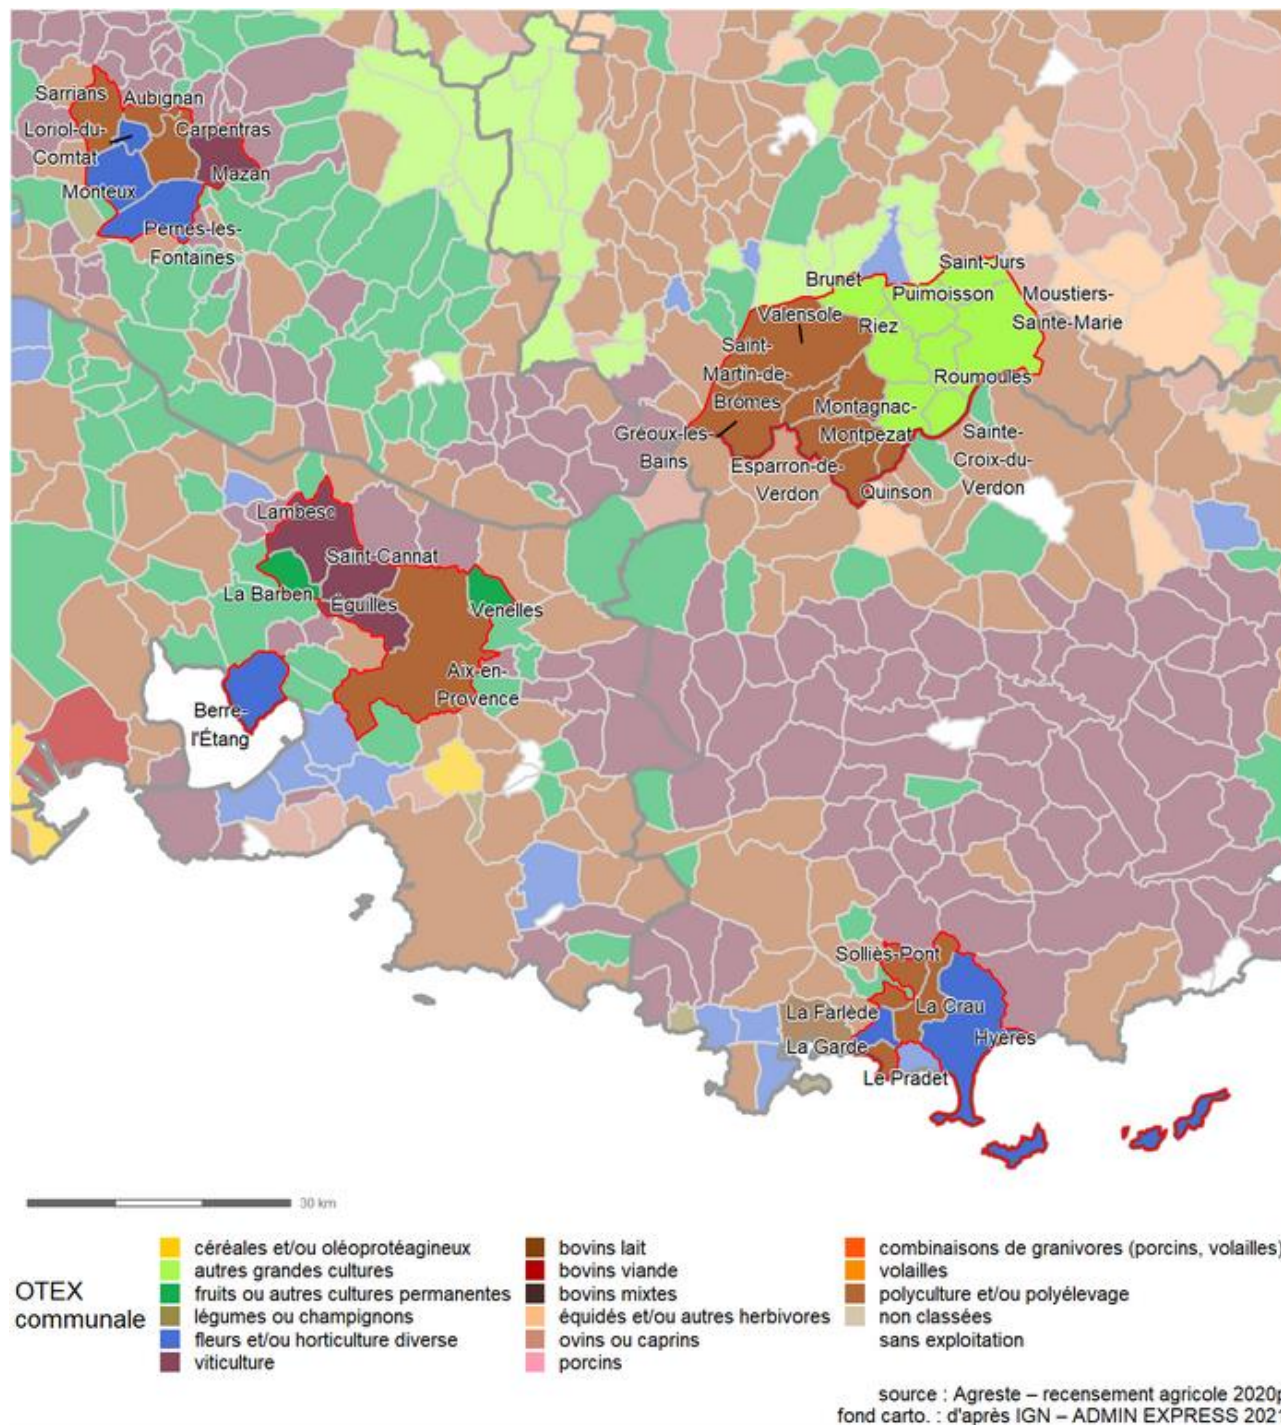 Sarrians
Aubignan
Loriol-du-
Comtat
Carpentras
Mazan
Monteux
Pernes-les-
Fontaines
Brunet
Saint-Jurs
Puimoisson
Moustiers-
Sainte-Marie
Valensole
Riez
Saint-
Martin-de-
Brômes
Roumoules
Montagnac-
Montpezat
Gréoux-les-
Bains
Sainte-
Croix-du-
Verdon
Esparron-de-
Verdon
Quinson
Lambesc
Saint-Cannat
La Barben
Éguilles
Venelles
Aix-en-
Provence
Berre-
l'Étang
Solliès-Pont
La Farlède
La Crau
La Garde
Hyères
Le Pradet
30 km
OTEX
communale
céréales et/ou oléoprotéagineux
autres grandes cultures
fruits ou autres cultures permanentes
légumes ou champignons
fleurs et/ou horticulture diverse
viticulture
bovins lait
bovins viande
bovins mixtes
équidés et/ou autres herbivores
ovins ou caprins
porcins
combinaisons de granivores (porcins, volailles)
volailles
polyculture et/ou polyélevage
non classées
sans exploitation
source : Agreste – recensement agricole 2020p
fond carto. : d'après IGN – ADMIN EXPRESS 2021